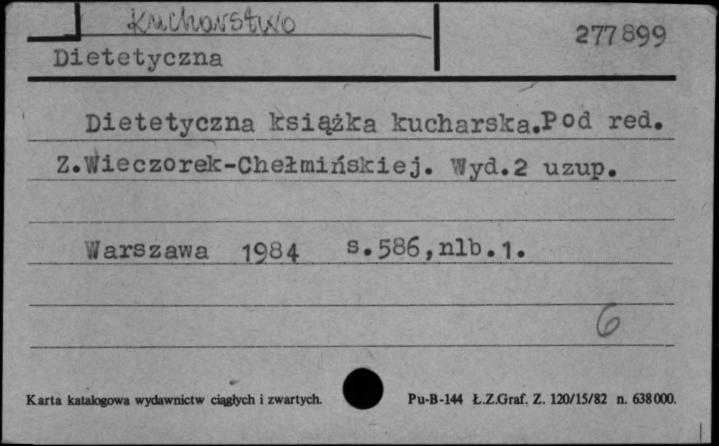 Kucharstwo
277899
Dietetyczna
Dietetyczna książka kucharska.Pod red.
Z.Wieczorek-Chełmińskiej. Wyd.2 uzup.
Warszawa 1984 s.586,nlb.1.
6
Karta katalogowa wydawnictw ciągłych i zwartych. Pu-B-144 Ł.Z.Graf. Z. 120/15/82 n. 638000.